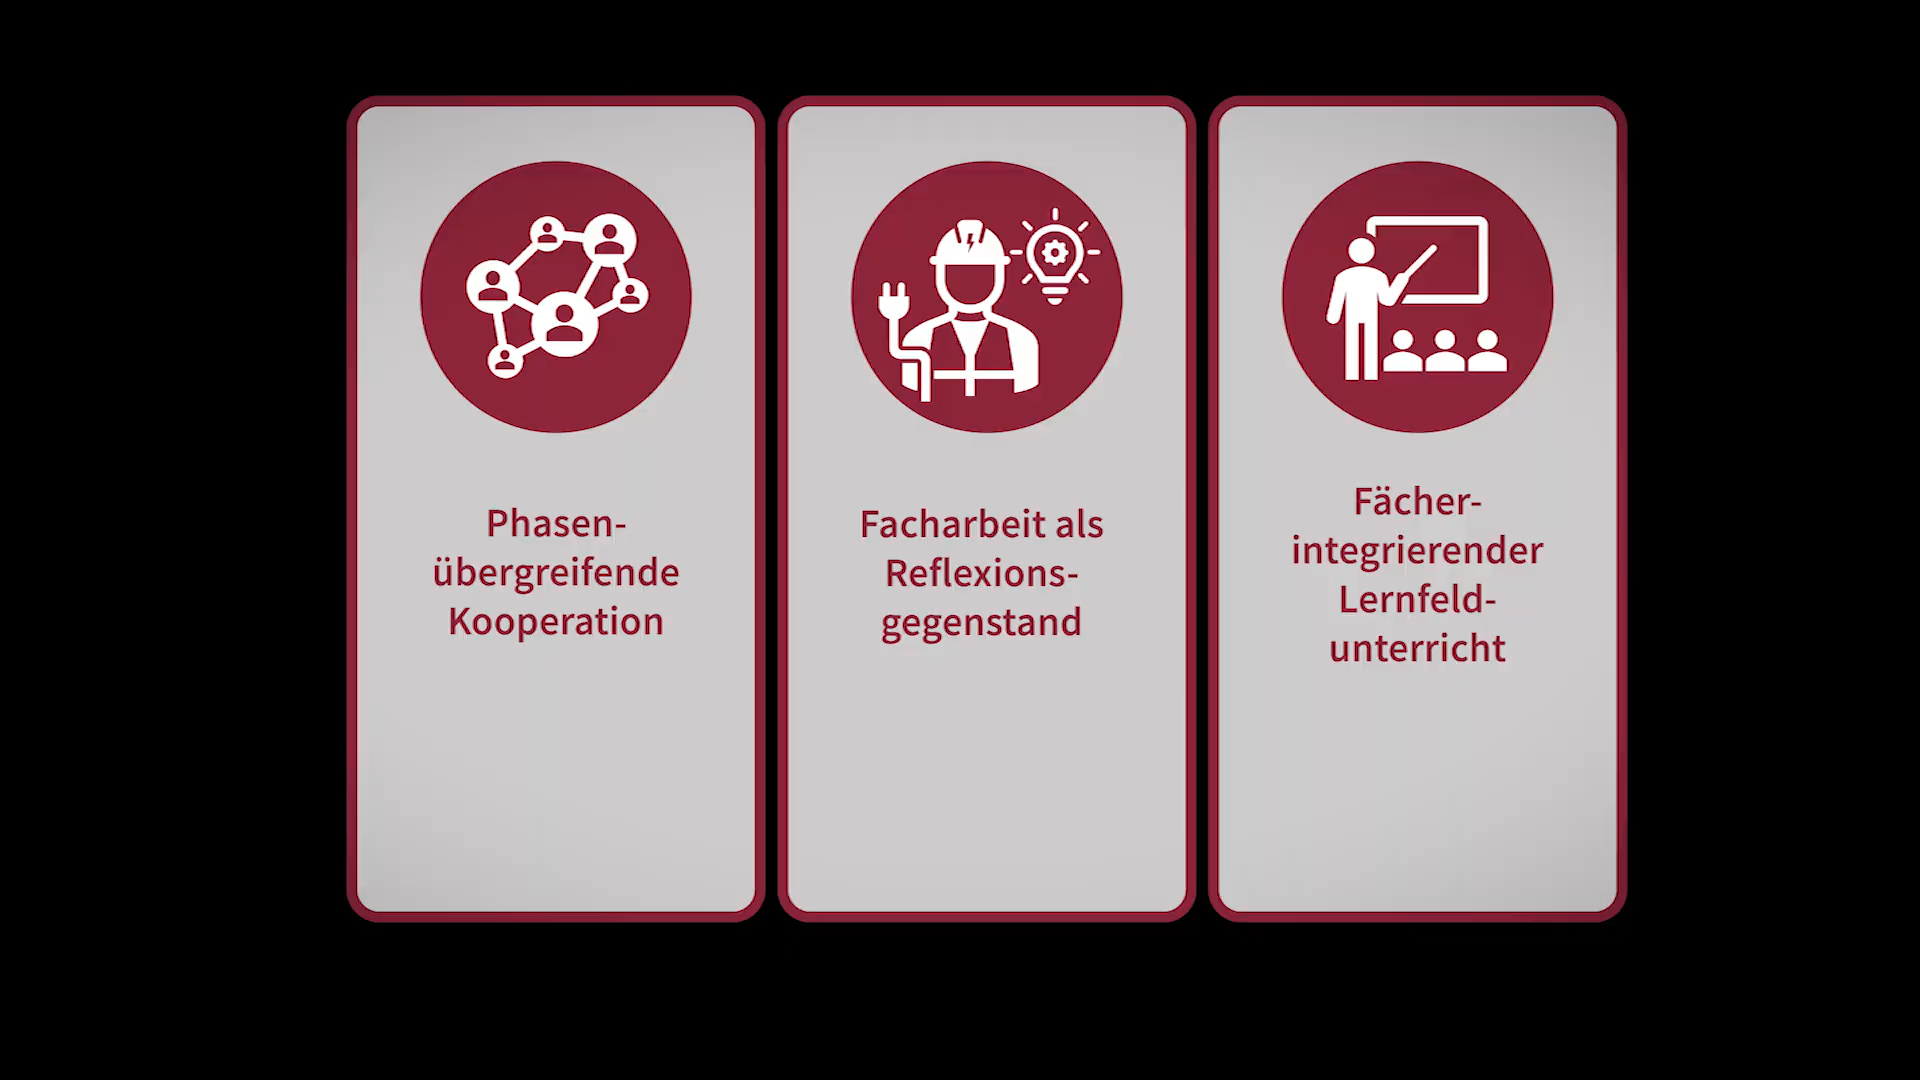 Phasen-
übergreifende
Kooperation
Facharbeit als
Reflexions-
gegenstand
Fächer-
integrierender
Lernfeld-
unterricht